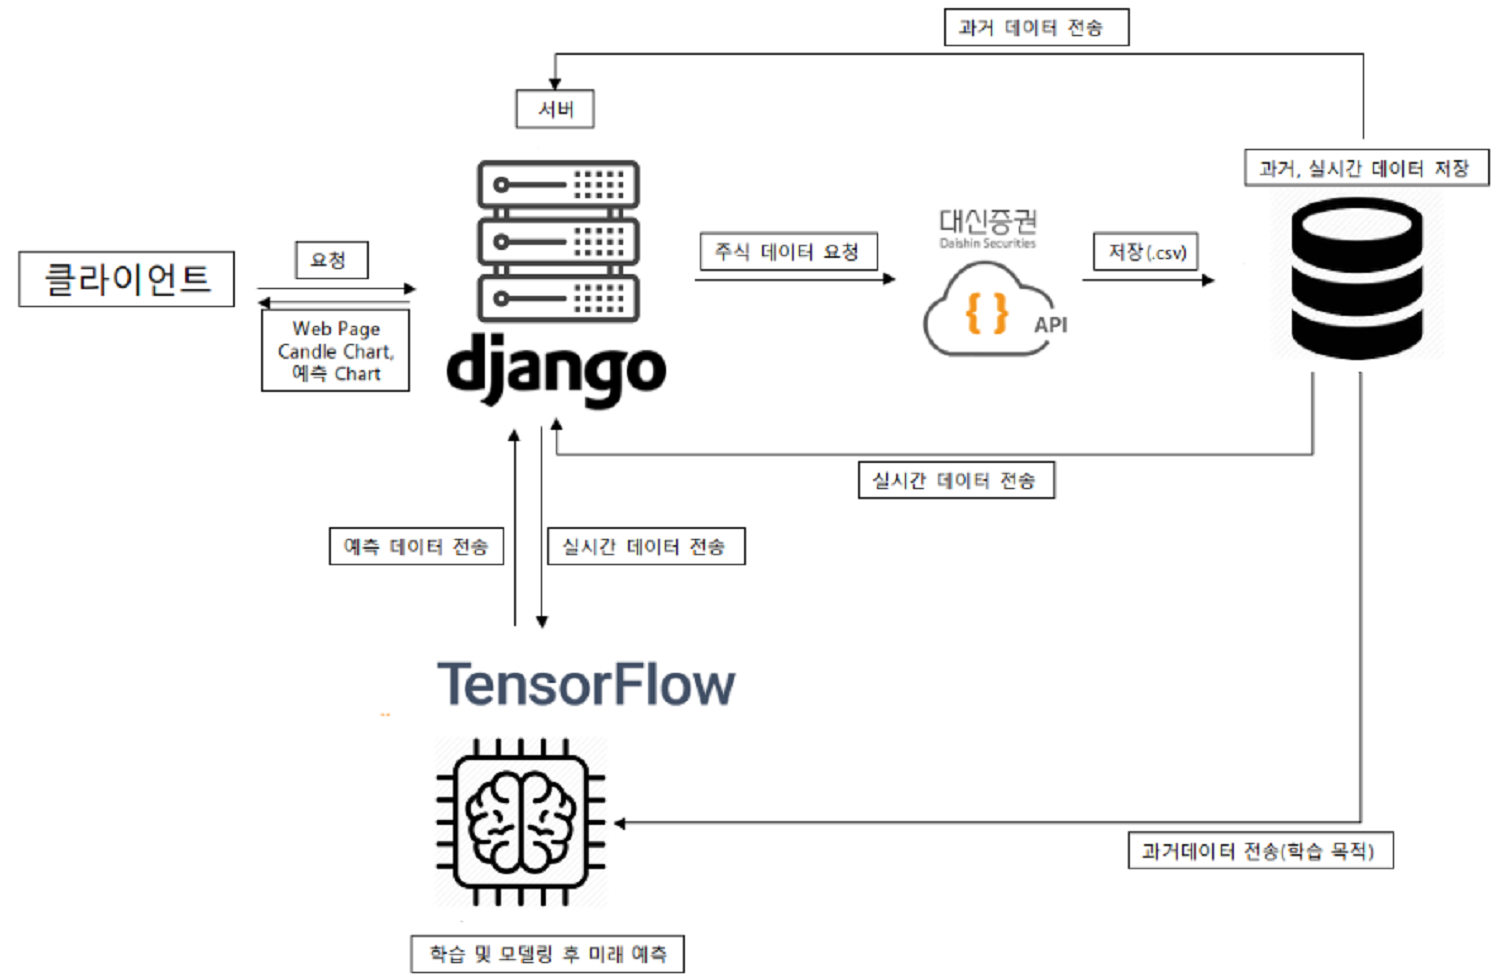 과거 데이터 전송
서버
과거, 실시간 데이터 저장
대신증권
Daishin Securities
주식 데이터 요청
저장(.csv)
요청
클라이언트
{ }
API
Web Page
Candle Chart,
예측 Chart
django
실시간 데이터 전송
예측 데이터 전송
실시간 데이터 전송
TensorFlow
과거데이터 전송(학습 목적)
학습 및 모델링 후 미래 예측